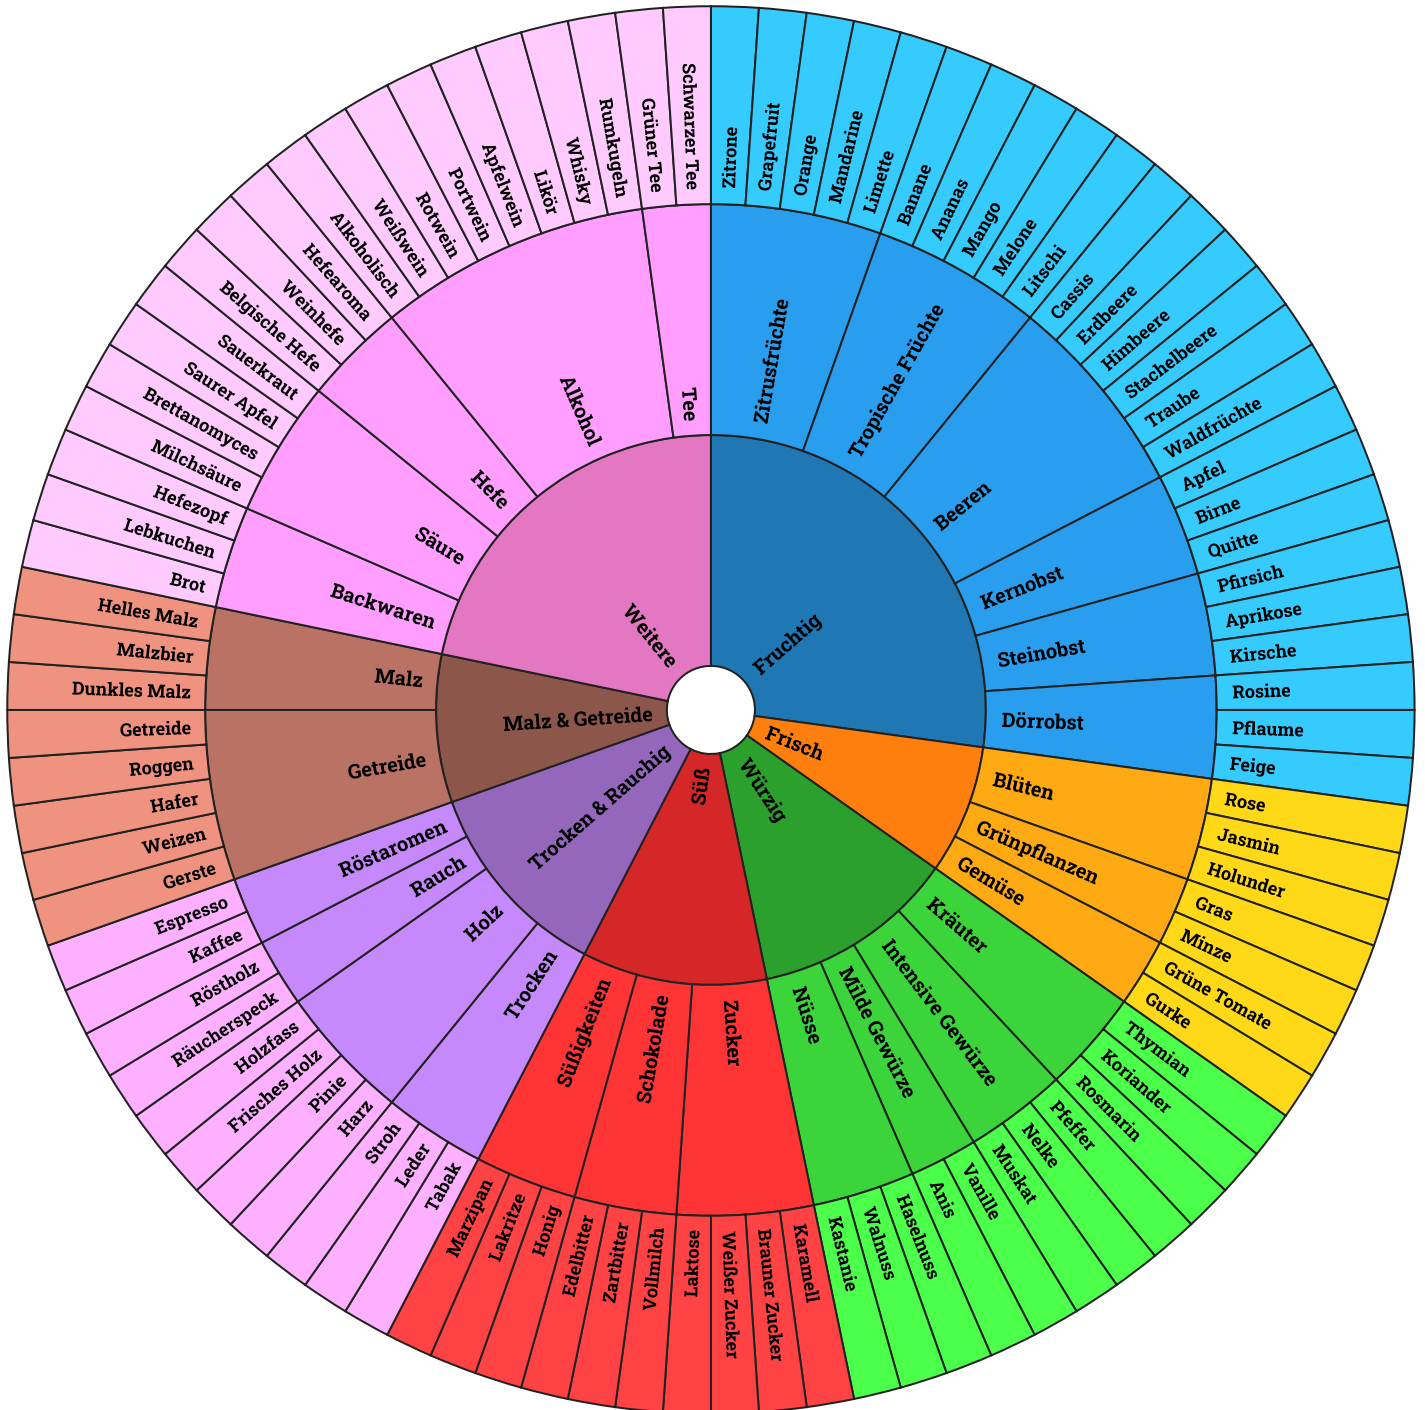 Fruchtig
Zitrusfrüchte
Zitrone
Grapefruit
Orange
Mandarine
Limette
Tropische Früchte
Banane
Ananas
Mango
Melone
Litschi
Beeren
Cassis
Erdbeere
Himbeere
Stachelbeere
Traube
Waldfrüchte
Kernobst
Apfel
Birne
Quitte
Steinobst
Pfirsich
Aprikose
Kirsche
Dörrobst
Rosine
Pflaume
Feige
Frisch
Blüten
Rose
Jasmin
Holunder
Grünpflanzen
Gras
Minze
Gemüse
Grüne Tomate
Gurke
Würzig
Kräuter
Thymian
Koriander
Rosmarin
Intensive Gewürze
Pfeffer
Nelke
Muskat
Milde Gewürze
Vanille
Anis
Nüsse
Haselnuss
Walnuss
Kastanie
Süß
Zucker
Karamell
Brauner Zucker
Weißer Zucker
Laktose
Schokolade
Vollmilch
Zartbitter
Edelbitter
Süßigkeiten
Honig
Lakritze
Marzipan
Trocken & Rauchig
Trocken
Tabak
Leder
Stroh
Holz
Harz
Pinie
Frisches Holz
Holzfass
Rauch
Räucherspeck
Röstholz
Röstaromen
Kaffee
Espresso
Malz & Getreide
Getreide
Gerste
Weizen
Hafer
Roggen
Getreide
Malz
Dunkles Malz
Malzbier
Helles Malz
Weitere
Backwaren
Brot
Lebkuchen
Hefezopf
Säure
Milchsäure
Brettanomyces
Saurer Apfel
Sauerkraut
Hefe
Belgische Hefe
Weinhefe
Hefearoma
Alkohol
Alkoholisch
Weißwein
Rotwein
Portwein
Apfelwein
Likör
Whisky
Rumkugeln
Tee
Grüner Tee
Schwarzer Tee